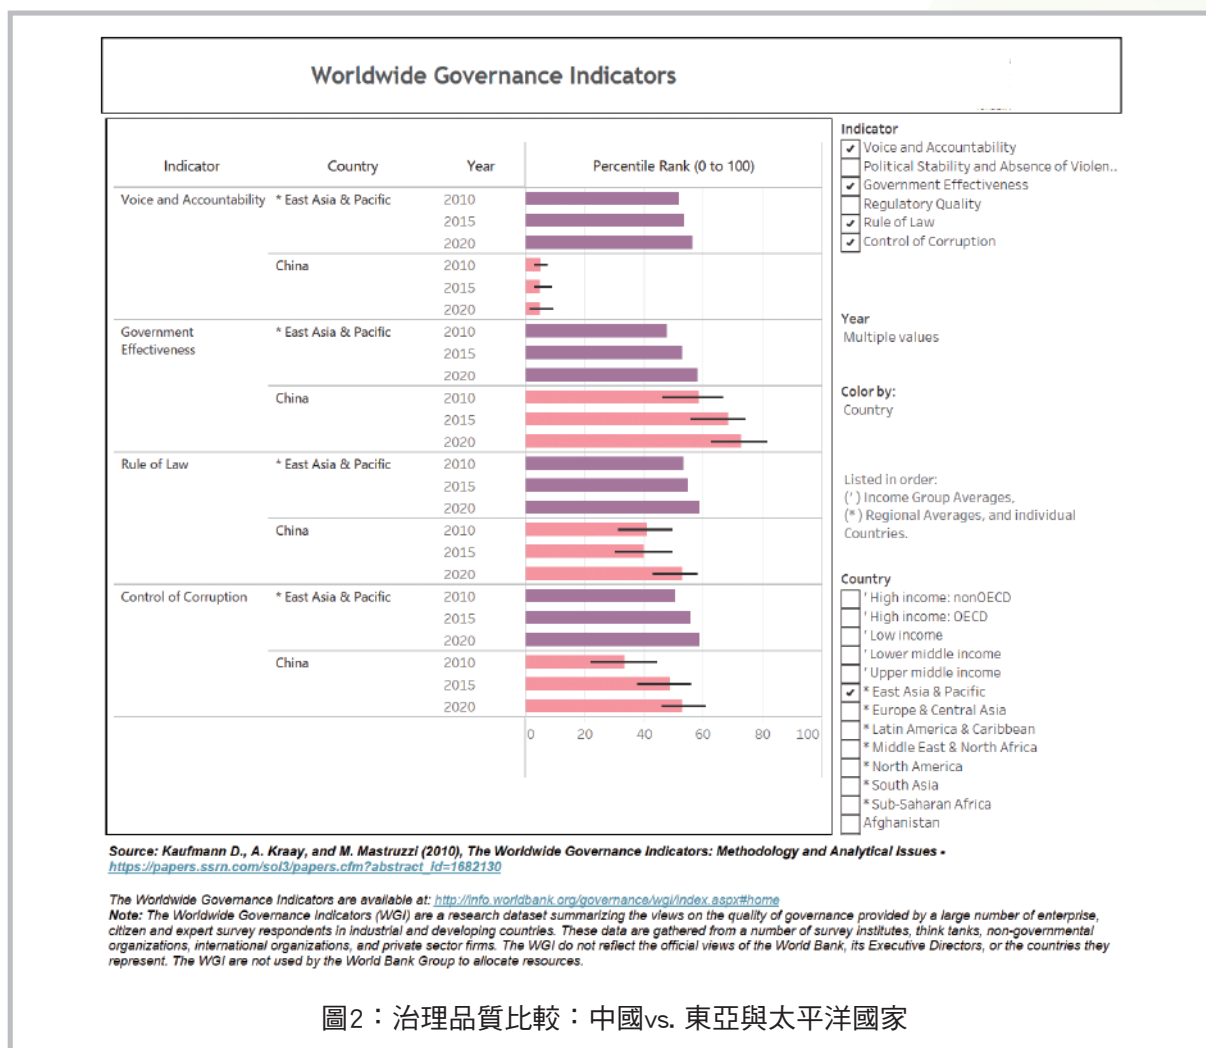 Worldwide Governance Indicators
Indicator Country Year Percentile Rank (0 to 100)
Voice and Accountability * East Asia & Pacific 2010
2015
2020
China 2010
2015
2020
Government Effectiveness * East Asia & Pacific 2010
2015
2020
China 2010
2015
2020
Rule of Law * East Asia & Pacific 2010
2015
2020
China 2010
2015
2020
Control of Corruption * East Asia & Pacific 2010
2015
2020
China 2010
2015
2020
0 20 40 60 80 100
Indicator
Voice and Accountability
Political Stability and Absence of Violen..
Government Effectiveness
Regulatory Quality
Rule of Law
Control of Corruption
Year
Multiple values
Color by:
Country
Listed in order:
(') Income Group Averages,
(*) Regional Averages, and individual
Countries.
Country
' High income: nonOECD
' High income: OECD
' Low income
' Lower middle income
' Upper middle income
* East Asia & Pacific
* Europe & Central Asia
* Latin America & Caribbean
* Middle East & North Africa
* North America
* South Asia
* Sub-Saharan Africa
Afghanistan
Source: Kaufmann D., A. Kraay, and M. Mastruzzi (2010), The Worldwide Governance Indicators: Methodology and Analytical Issues -
https://papers.ssrn.com/sol3/papers.cfm?abstract_id=1682130
The Worldwide Governance Indicators are available at: http://info.worldbank.org/governance/wgi/index.aspx#home
Note: The Worldwide Governance Indicators (WGI) are a research dataset summarizing the views on the quality of governance provided by a large number of enterprise,
citizen and expert survey respondents in industrial and developing countries. These data are gathered from a number of survey institutes, think tanks, non-governmental
organizations, international organizations, and private sector firms. The WGI do not reflect the official views of the World Bank, its Executive Directors, or the countries they
represent. The WGI are not used by the World Bank Group to allocate resources.
圖2：治理品質比較：中國vs. 東亞與太平洋國家